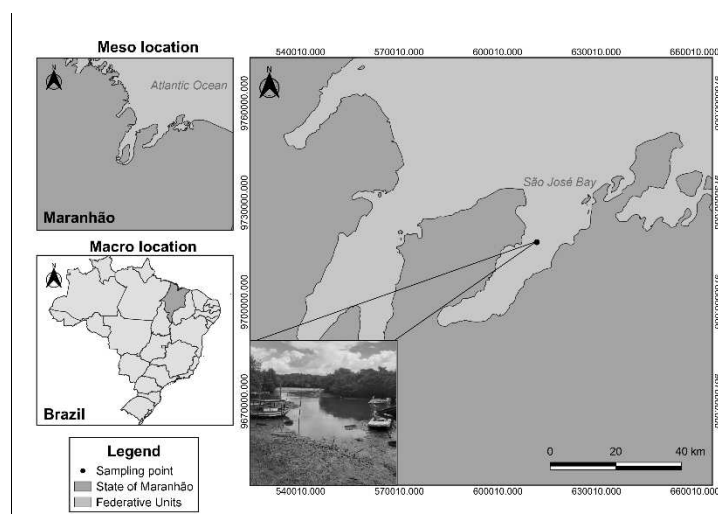 Meso location
Atlantic Ocean
Maranhão
Macro location
Brazil
Legend
Sampling point
State of Maranhão
Federative Units
540010.000 570010.000 600010.000 630010.000 660010.000
9760000.000
9730000.000
9700000.000
9670000.000
São José Bay
0 20 40 km
540010.000 570010.000 600010.000 630010.000 660010.000